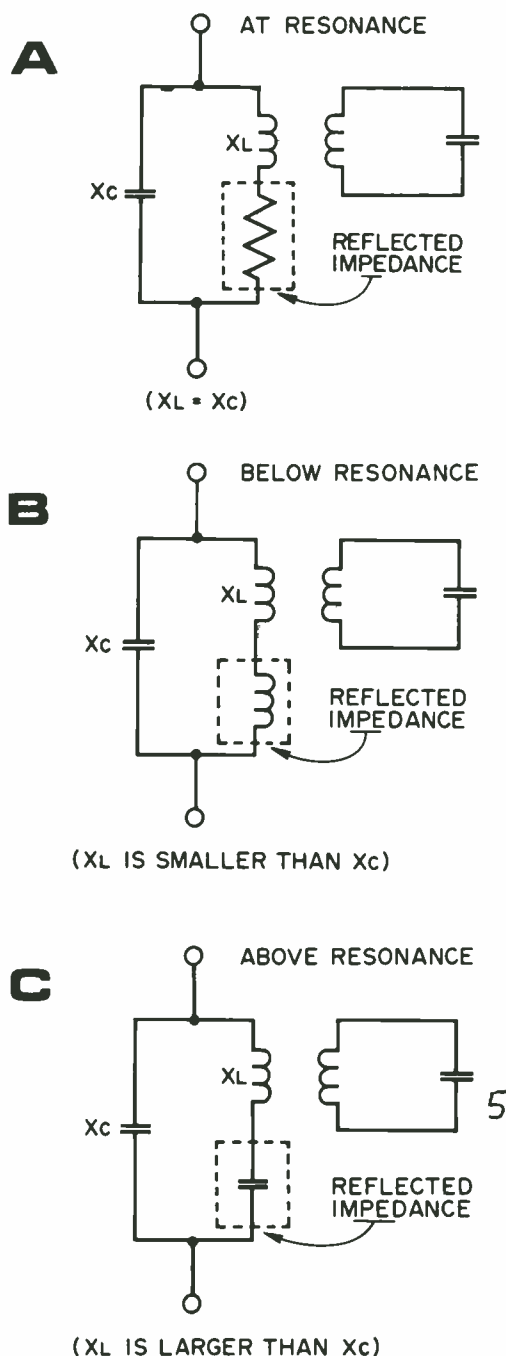 A
AT RESONANCE
XL
XC
REFLECTED
IMPEDANCE
(XL = XC)
B
BELOW RESONANCE
XL
XC
REFLECTED
IMPEDANCE
(XL IS SMALLER THAN XC)
C
ABOVE RESONANCE
XL
XC
5
REFLECTED
IMPEDANCE
(XL IS LARGER THAN XC)